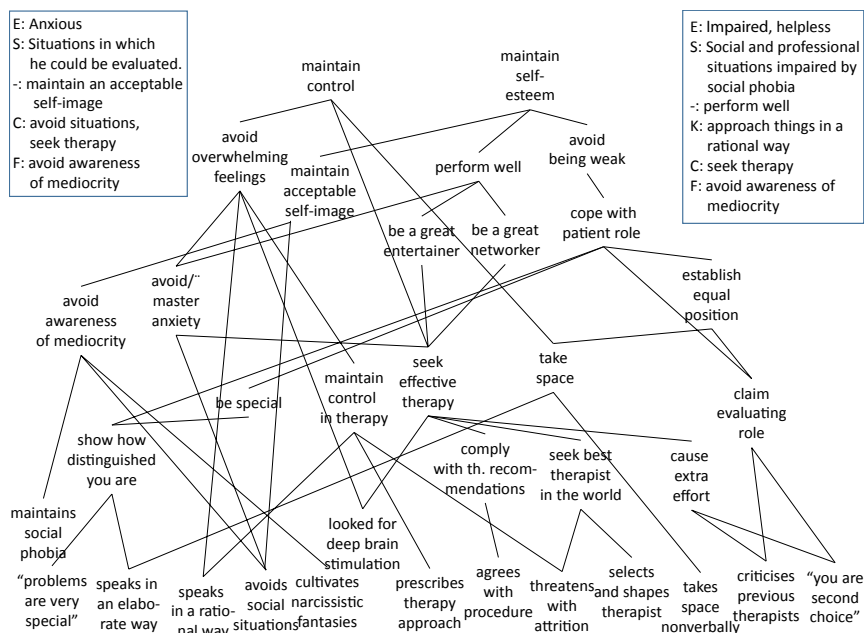 E: Anxious
S: Situations in which
he could be evaluated.
-: maintain an acceptable
self-image
C: avoid situations,
seek therapy
F: avoid awareness
of mediocrity
E: Impaired, helpless
S: Social and professional
situations impaired by
social phobia
-: perform well
K: approach things in a
rational way
C: seek therapy
F: avoid awareness of
mediocrity
maintain
control
maintain
self-
esteem
avoid
overwhelming
feelings
maintain
acceptable
self-image
perform well
avoid
being weak
be a great
entertainer
be a great
networker
cope with
patient role
avoid
awareness
of mediocrity
avoid/¨
master
anxiety
establish
equal
position
be special
maintain
control
in therapy
seek
effective
therapy
take
space
claim
evaluating
role
show how
distinguished
you are
comply
with th. recom-
mendations
seek best
therapist
in the world
cause
extra
effort
maintains
social
phobia
looked for
deep brain
stimulation
“problems
are very
special”
speaks in
an elabo-
rate way
speaks
in a ratio-
nal way
avoids
social
situations
cultivates
narcissistic
fantasies
prescribes
therapy
approach
agrees
with
procedure
threatens
with
attrition
selects
and shapes
therapist
takes
space
nonverbally
criticises
previous
therapists
“you are
second
choice”